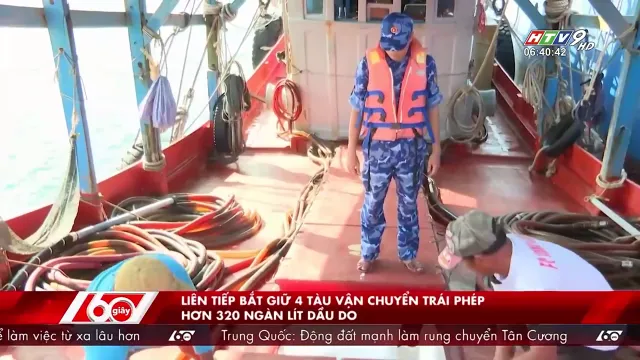 HTV9 HD
06:40:42
60 giây
LIÊN TIẾP BẮT GIỮ 4 TÀU VẬN CHUYỂN TRÁI PHÉP
HƠN 320 NGÀN LÍT DẦU DO
ể làm việc từ xa lâu hơn 60 Trung Quốc: Động đất mạnh làm rung chuyển Tân Cương 60